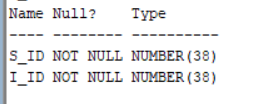 Name Null?    Type
---- -------- ----------
S_ID NOT NULL NUMBER(38)
I_ID NOT NULL NUMBER(38)